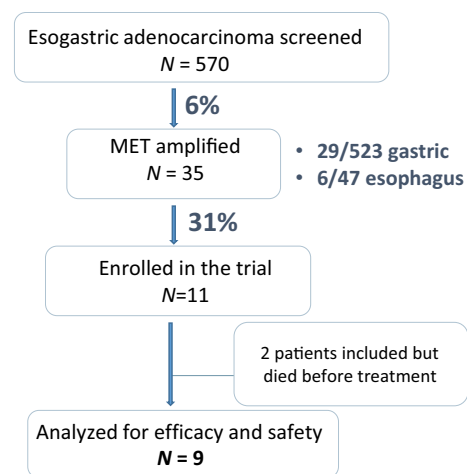 Esogastric adenocarcinoma screened
N = 570
6%
MET amplified
N = 35
• 29/523 gastric
• 6/47 esophagus
31%
Enrolled in the trial
N=11
2 patients included but
died before treatment
Analyzed for efficacy and safety
N = 9